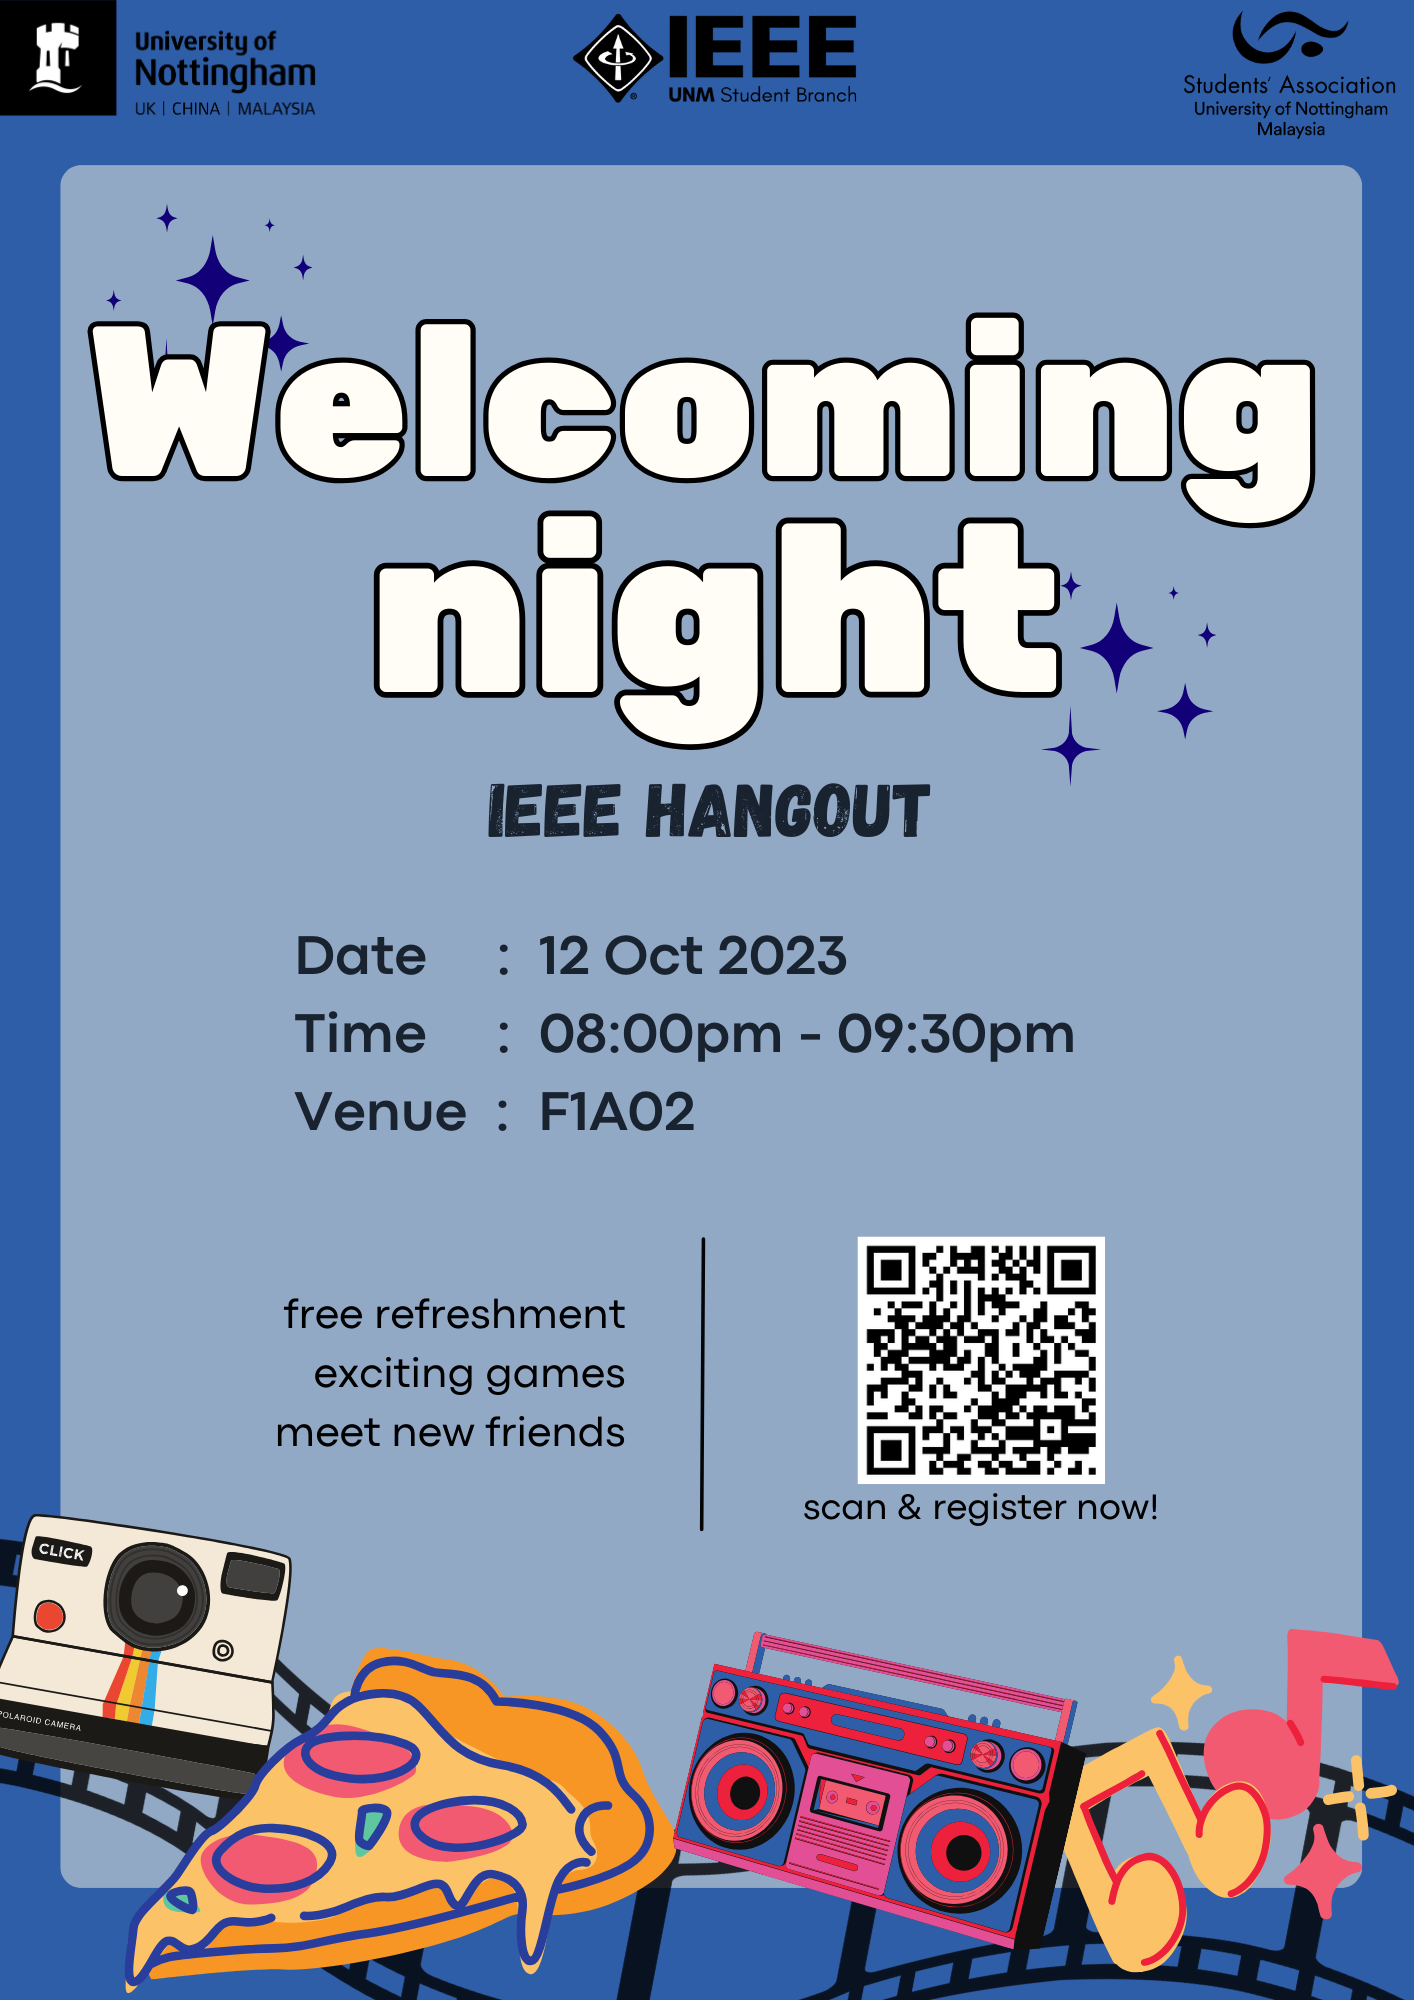 University of
Nottingham
UK | CHINA | MALAYSIA
IEEE
UNM Student Branch
Students' Association
University of Nottingham
Malaysia
Welcoming
night
IEEE HANGOUT
Date : 12 Oct 2023
Time : 08:00pm - 09:30pm
Venue : F1A02
free refreshment
exciting games
meet new friends
scan & register now!
CLICK
POLAROID CAMERA